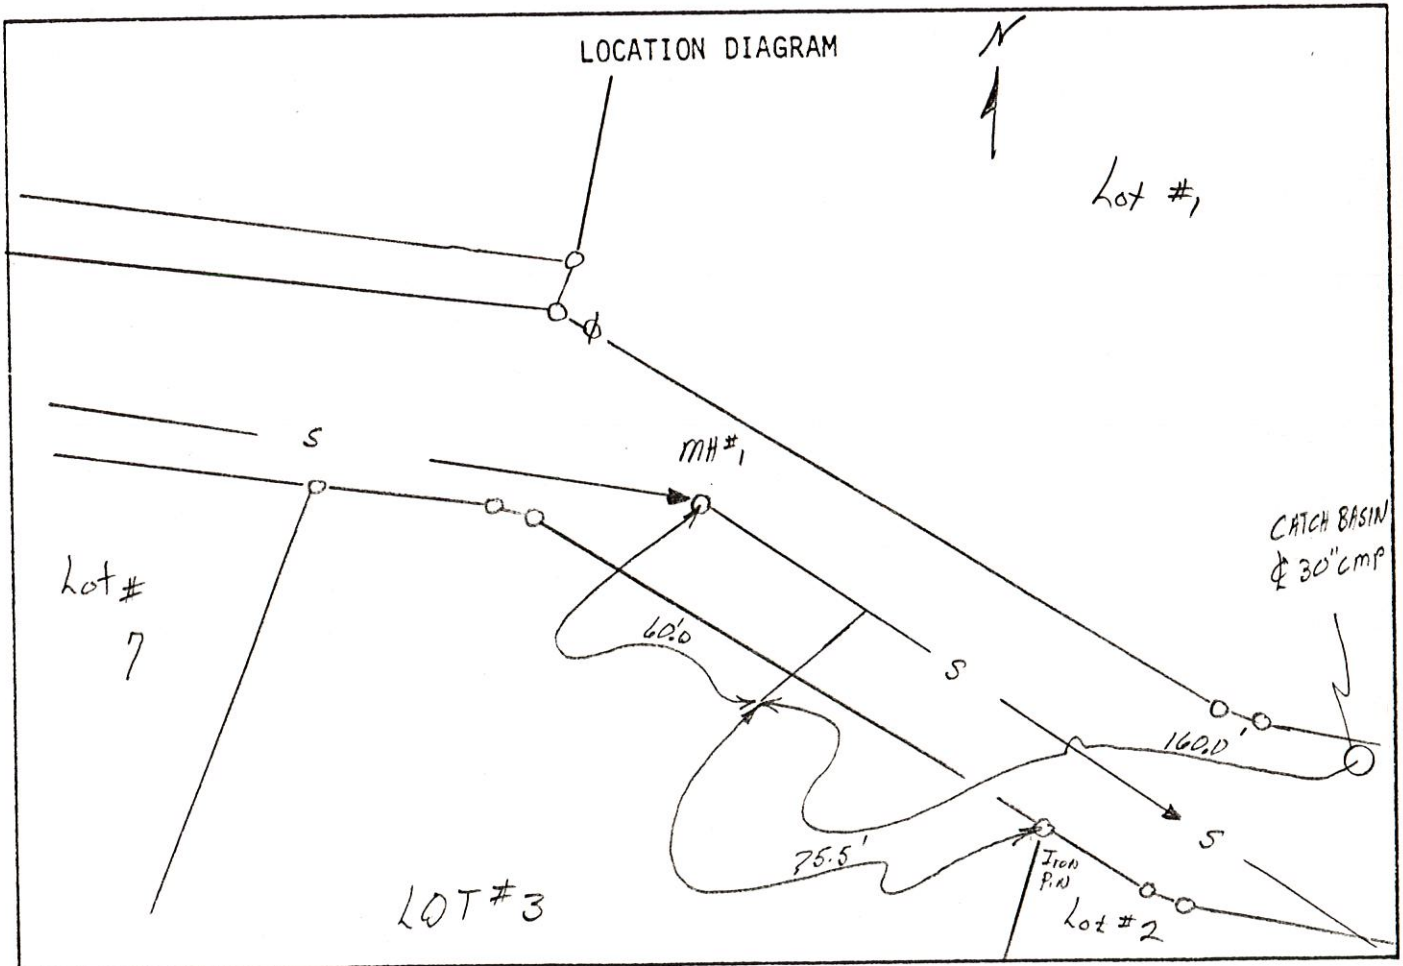 LOCATION DIAGRAM
N
Lot #1
S
MH#1
CATCH BASIN
℄ 30" CMP
Lot #
7
60.0'
S
160.0'
75.5'
S
Iron
Pin
LOT #3
Lot #2